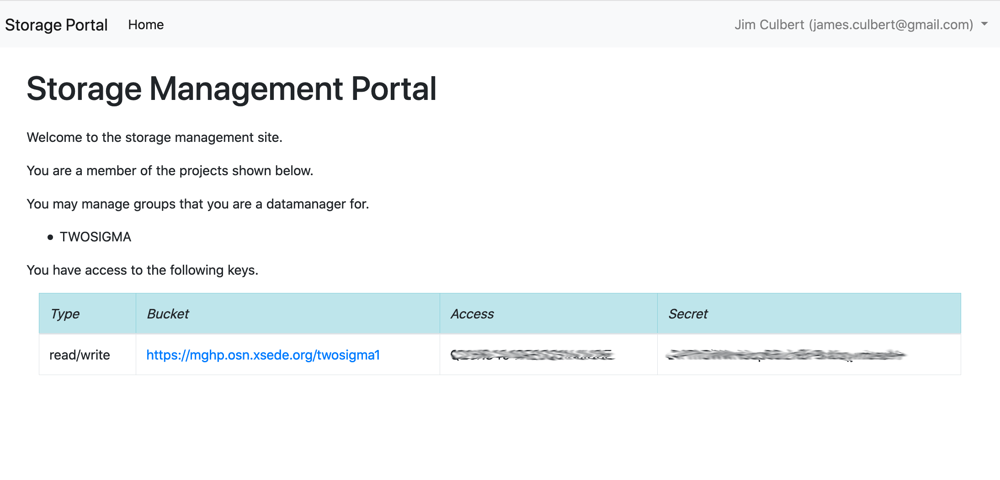 Storage Portal Home Jim Culbert (james.culbert@gmail.com)
Storage Management Portal
Welcome to the storage management site.
You are a member of the projects shown below.
You may manage groups that you are a datamanager for.
• TWOSIGMA
You have access to the following keys.
Type Bucket Access Secret
read/write https://mghp.osn.xsede.org/twosigma1